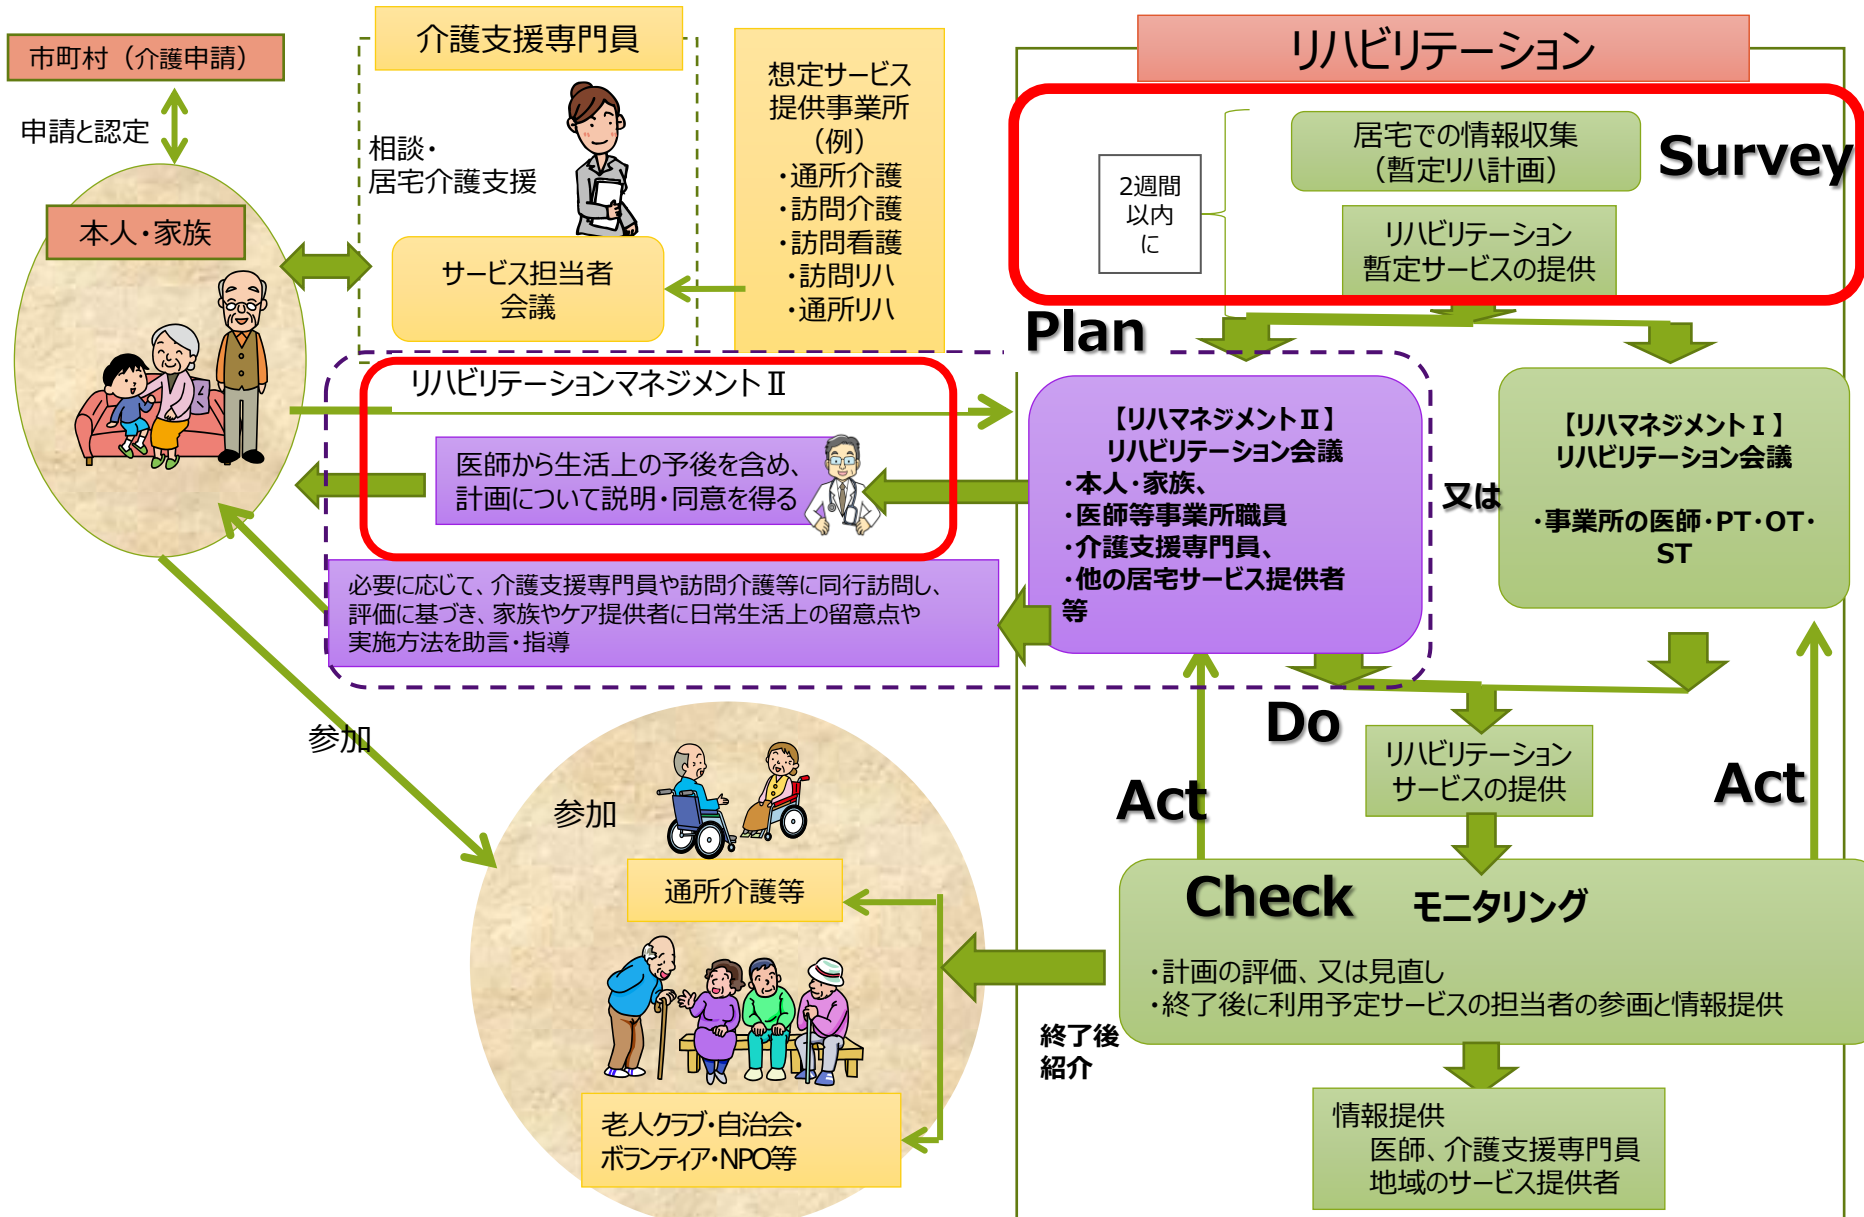 市町村（介護申請）
申請と認定
本人・家族
介護支援専門員
相談・
居宅介護支援
サービス担当者
会議
想定サービス
提供事業所
（例）
・通所介護
・訪問介護
・訪問看護
・訪問リハ
・通所リハ
リハビリテーション
2週間
以内
に
居宅での情報収集
（暫定リハ計画）
Survey
リハビリテーション
暫定サービスの提供
Plan
リハビリテーションマネジメントⅡ
医師から生活上の予後を含め、
計画について説明・同意を得る
必要に応じて、介護支援専門員や訪問介護等に同行訪問し、
評価に基づき、家族やケア提供者に日常生活上の留意点や
実施方法を助言・指導
【リハマネジメントⅡ】
リハビリテーション会議
・本人・家族、
・医師等事業所職員
・介護支援専門員、
・他の居宅サービス提供者
等
又は
【リハマネジメントⅠ】
リハビリテーション会議
・事業所の医師・PT・OT・
ST
Do
リハビリテーション
サービスの提供
Act
Act
Check モニタリング
・計画の評価、又は見直し
・終了後に利用予定サービスの担当者の参画と情報提供
終了後
紹介
情報提供
医師、介護支援専門員
地域のサービス提供者
参加
参加
通所介護等
老人クラブ・自治会・
ボランティア・NPO等